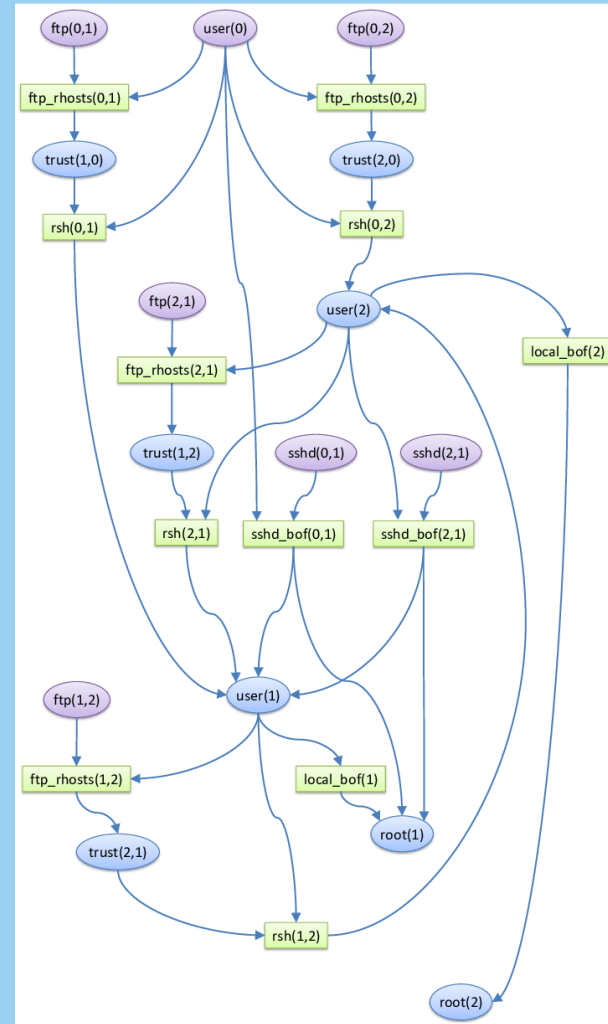 ftp(0,1)
user(0)
ftp(0,2)
ftp_rhosts(0,1)
ftp_rhosts(0,2)
trust(1,0)
trust(2,0)
rsh(0,1)
rsh(0,2)
ftp(2,1)
user(2)
local_bof(2)
ftp_rhosts(2,1)
trust(1,2)
sshd(0,1)
sshd(2,1)
rsh(2,1)
sshd_bof(0,1)
sshd_bof(2,1)
user(1)
ftp(1,2)
ftp_rhosts(1,2)
local_bof(1)
root(1)
trust(2,1)
rsh(1,2)
root(2)